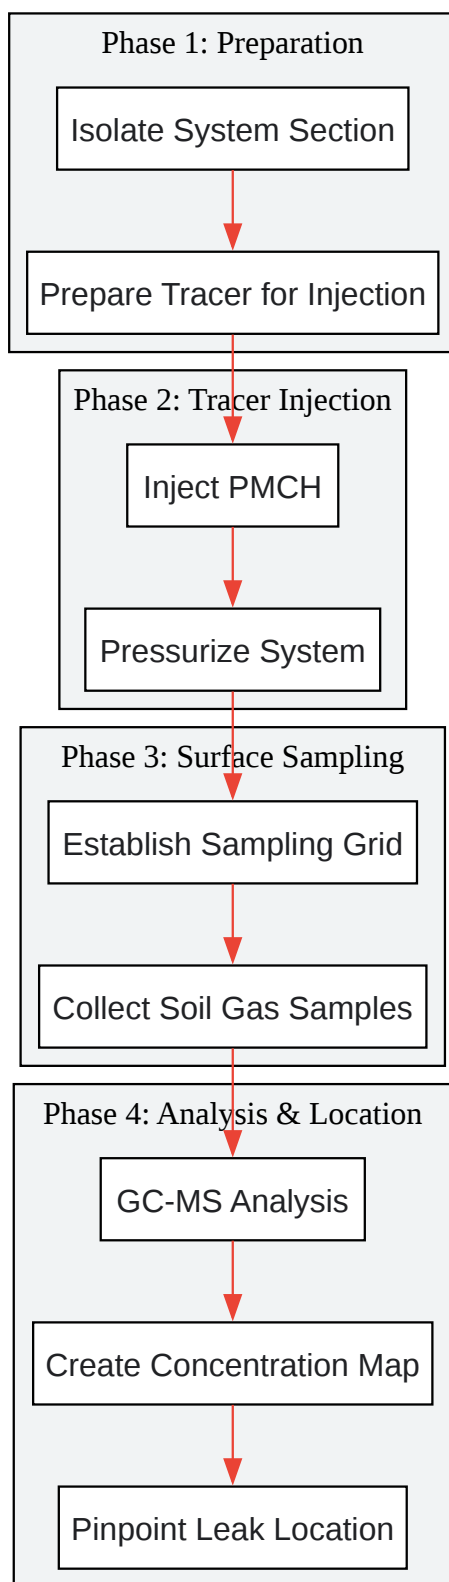 Phase 1: Preparation
Isolate System Section
Prepare Tracer for Injection
Phase 2: Tracer Injection
Inject PMCH
Pressurize System
Phase 3: Surface Sampling
Establish Sampling Grid
Collect Soil Gas Samples
Phase 4: Analysis & Location
GC-MS Analysis
Create Concentration Map
Pinpoint Leak Location